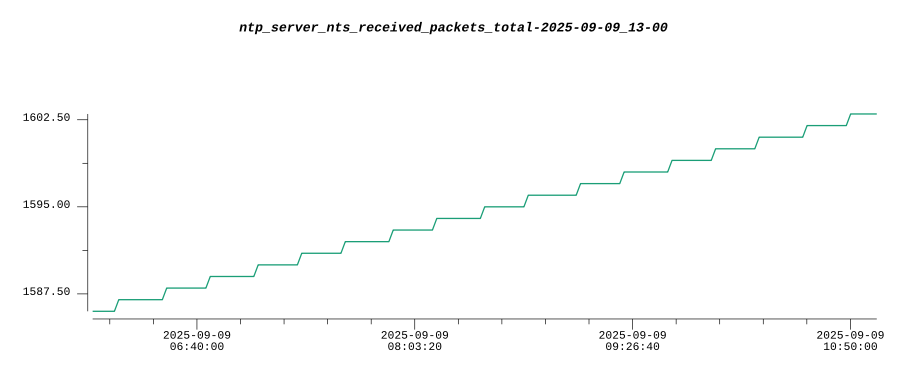 ntp_server_nts_received_packets_total-2025-09-09_13-00
1602.50
1595.00
1587.50
2025-09-09 2025-09-09 2025-09-09 2025-09-09
06:40:00 08:03:20 09:26:40 10:50:00